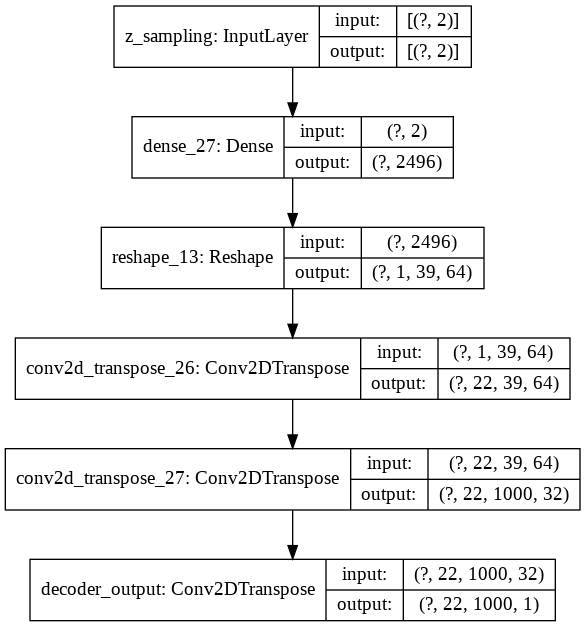 z_sampling: InputLayer
input:
[(?, 2)]
output:
[(?, 2)]
dense_27: Dense
input:
(?, 2)
output:
(?, 2496)
reshape_13: Reshape
input:
(?, 2496)
output:
(?, 1, 39, 64)
conv2d_transpose_26: Conv2DTranspose
input:
(?, 1, 39, 64)
output:
(?, 22, 39, 64)
conv2d_transpose_27: Conv2DTranspose
input:
(?, 22, 39, 64)
output:
(?, 22, 1000, 32)
decoder_output: Conv2DTranspose
input:
(?, 22, 1000, 32)
output:
(?, 22, 1000, 1)